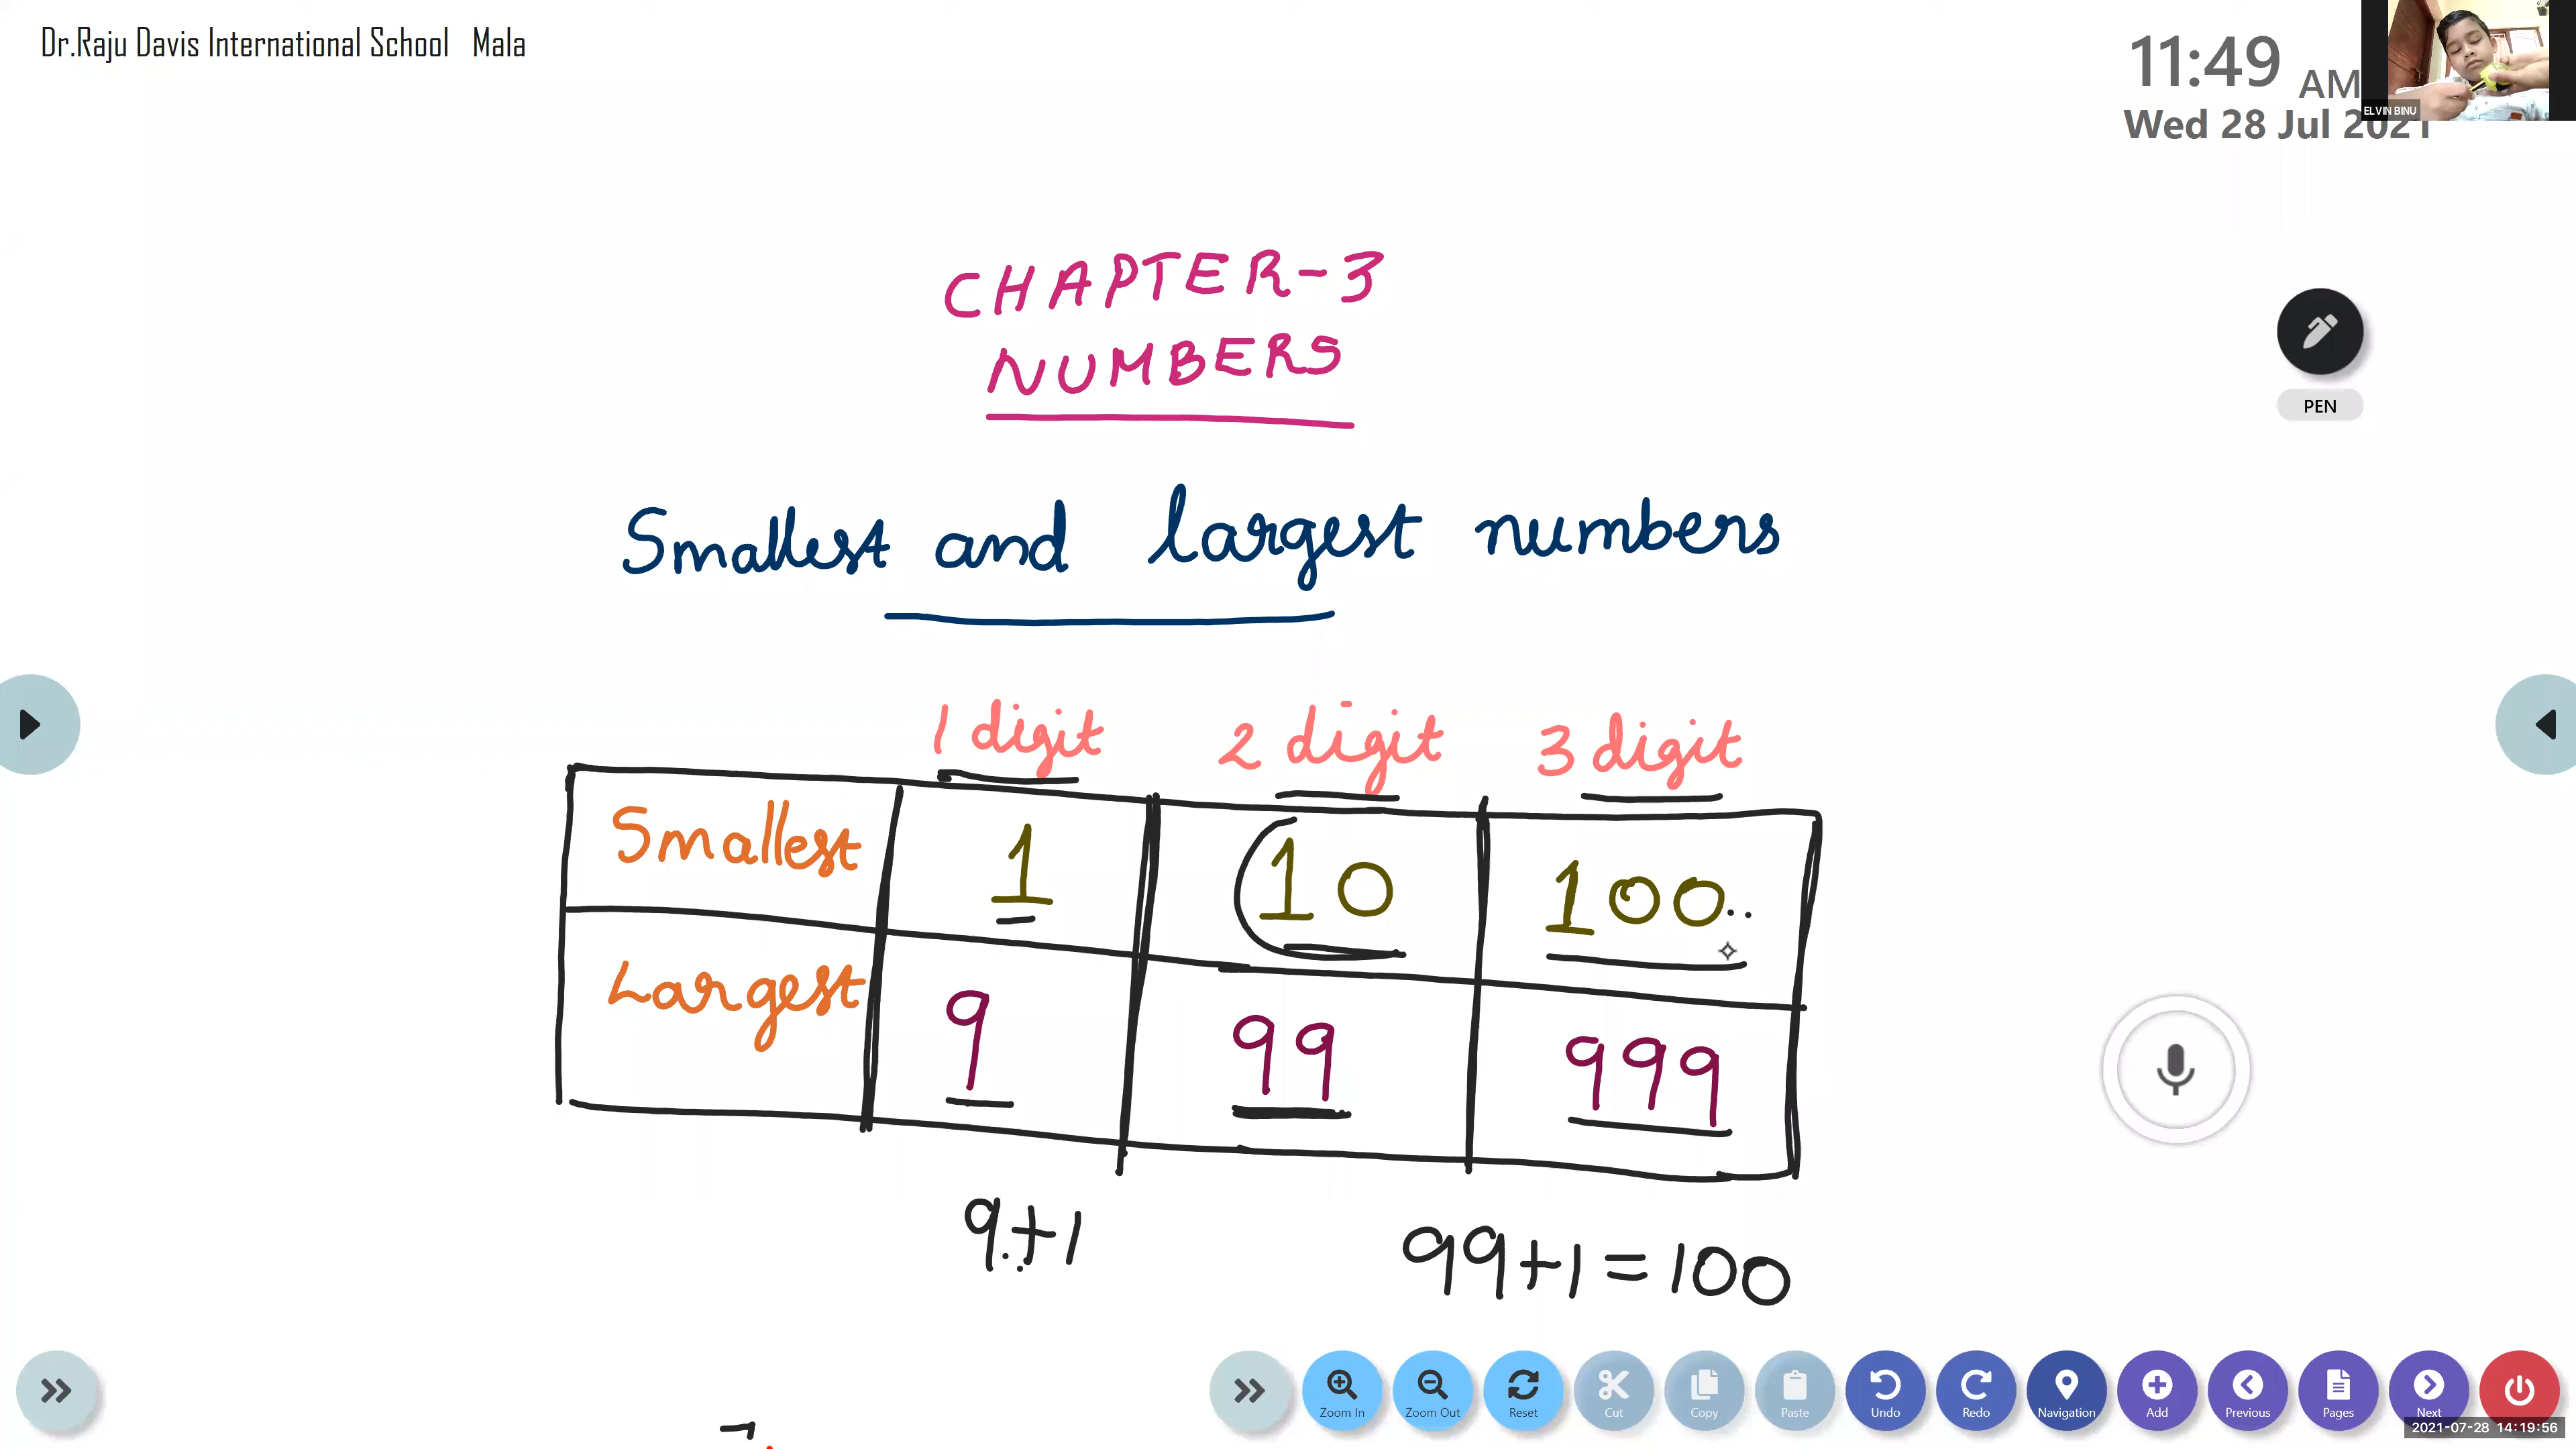 Dr.Raju Davis International School Mala
11:49 AM
ELVIN BINU
Wed 28 Jul 2021
CHAPTER-3
NUMBERS
PEN
Smallest and largest numbers
1 digit 2 digit 3 digit
Smallest 1 10 100..
Largest 9 99 999
9+1 99+1=100
Zoom In Zoom Out Reset Cut Copy Paste Undo Redo Navigation Add Previous Pages Next
2021-07-28 14:19:56